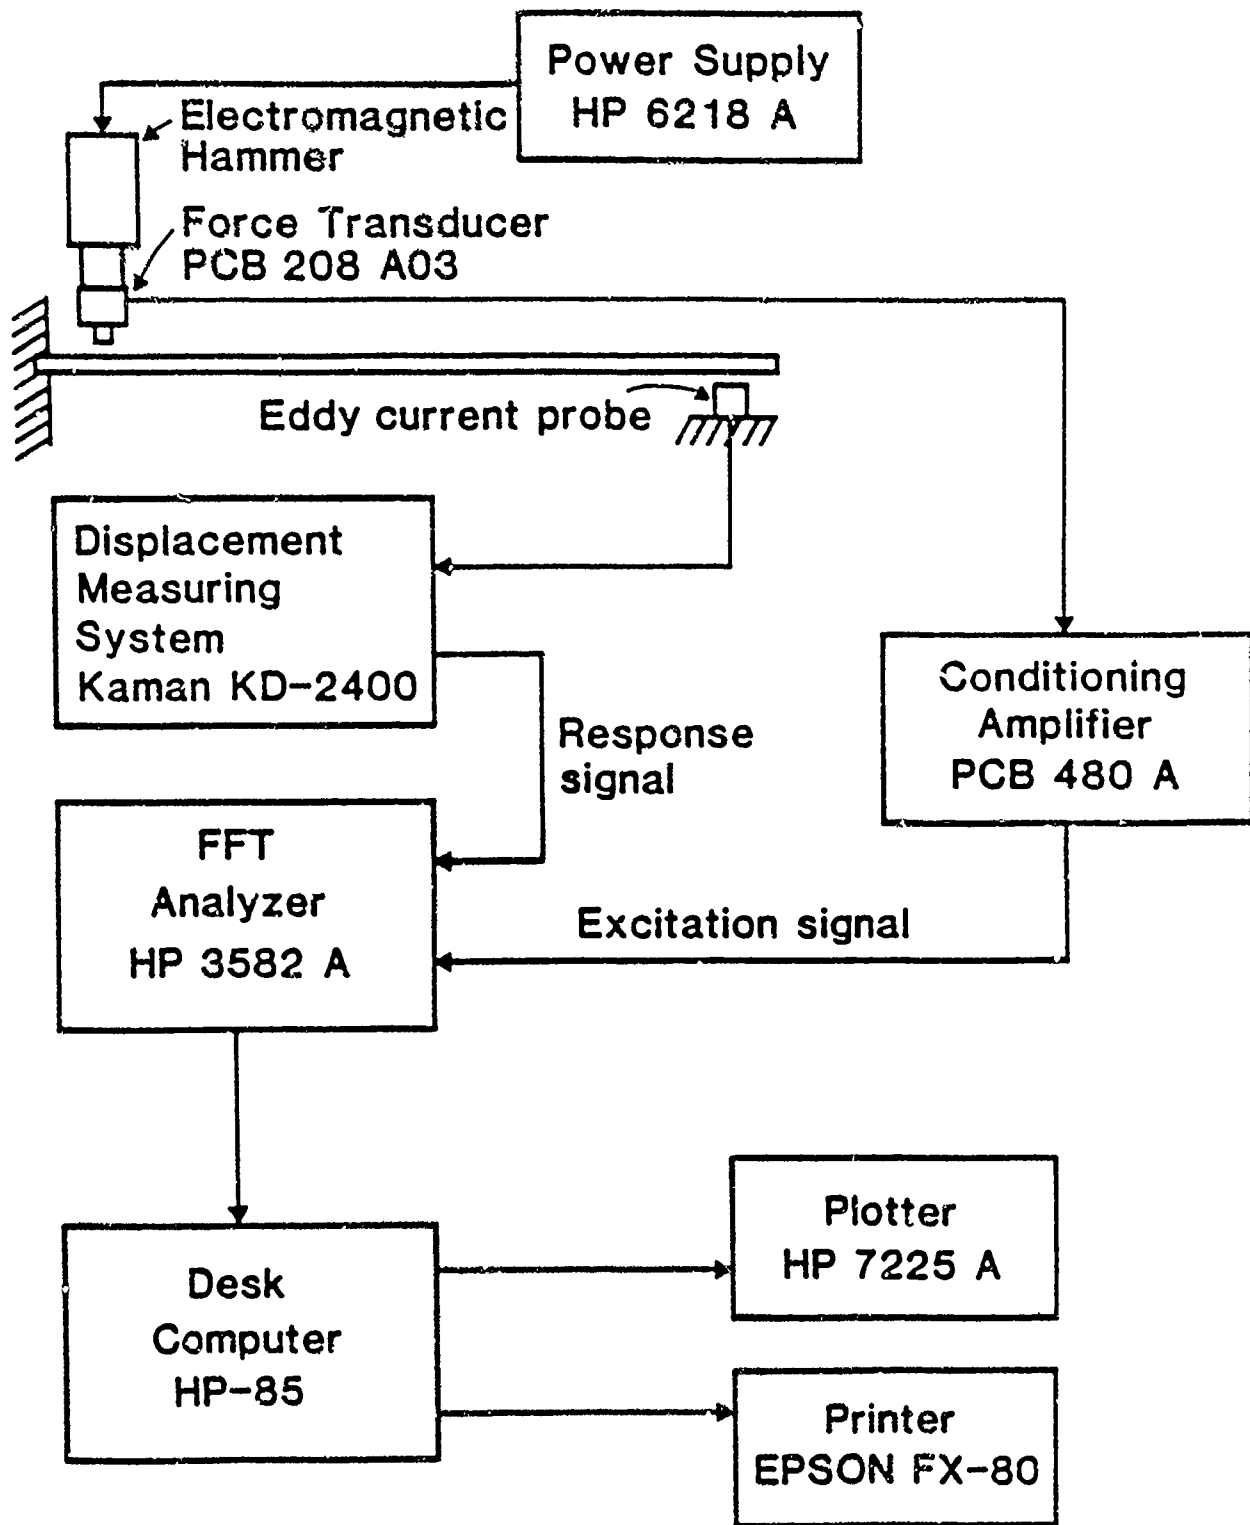 Power Supply
HP 6218 A
Electromagnetic
Hammer
Force Transducer
PCB 208 A03
Eddy current probe
Displacement
Measuring
System
Kaman KD-2400
Response
signal
Conditioning
Amplifier
PCB 480 A
FFT
Analyzer
HP 3582 A
Excitation signal
Desk
Computer
HP-85
Plotter
HP 7225 A
Printer
EPSON FX-80